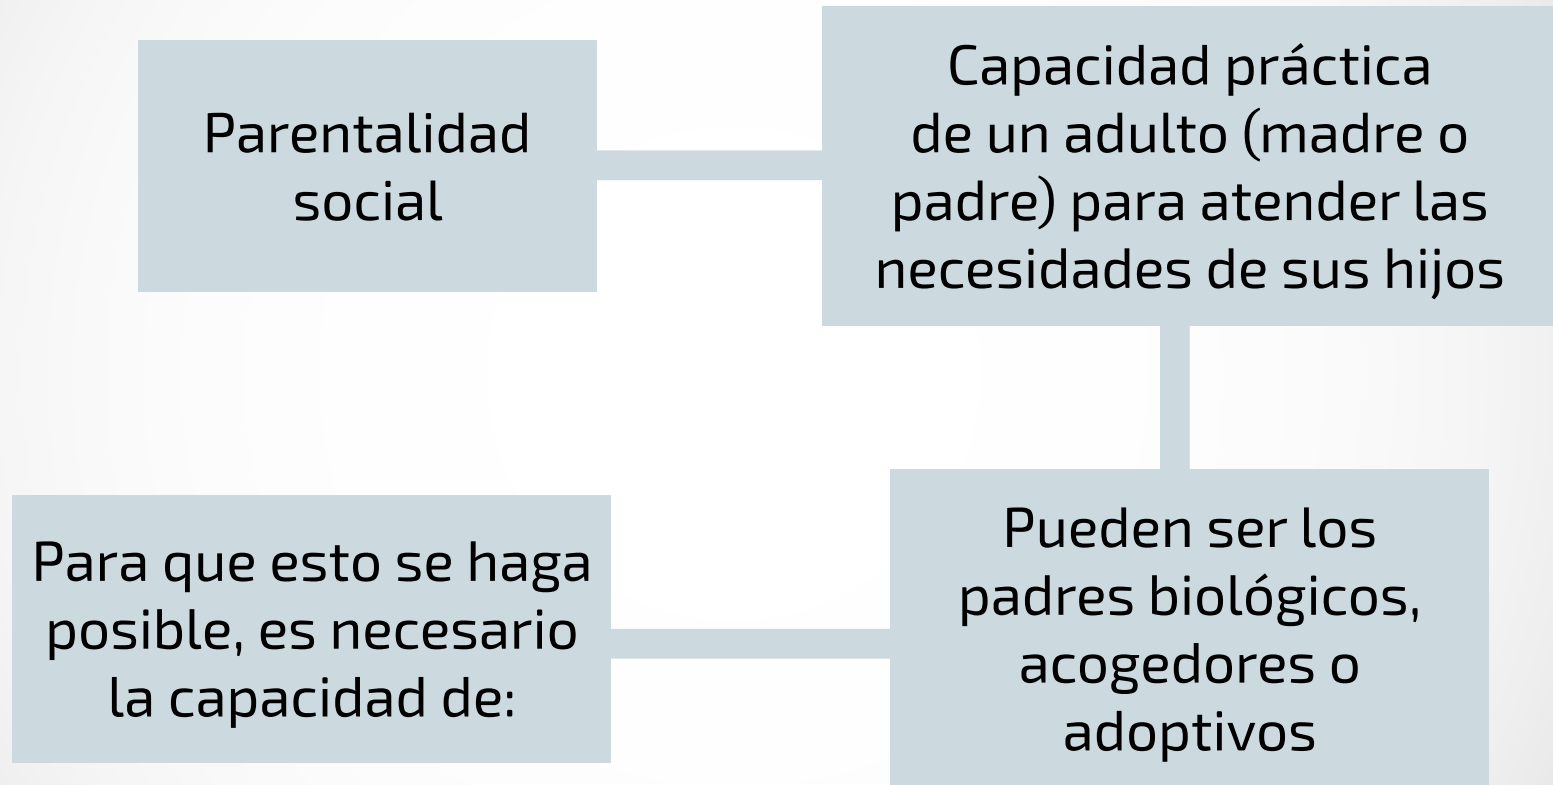 Parentalidad
social
Capacidad práctica
de un adulto (madre o
padre) para atender las
necesidades de sus hijos
Pueden ser los
padres biológicos,
acogedores o
adoptivos
Para que esto se haga
posible, es necesario
la capacidad de: